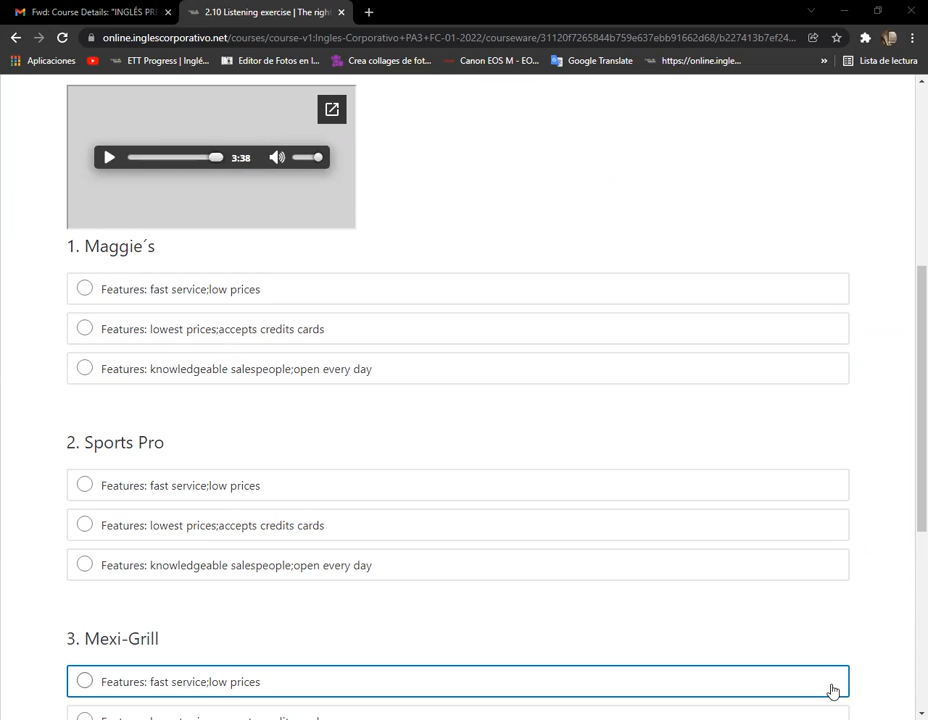 Fwd: Course Details: "INGLÉS PR
2.10 Listening exercise | The righ
online.inglescorporativo.net/courses/course-v1:Ingles-Corporativo+PA3+FC-01-2022/courseware/31120f7265844b759e637ebb91662d68/b227413b7ef24...
Aplicaciones
ETT Progress | Inglé...
Editor de Fotos en l...
Crea collages de fot...
Canon EOS M - EO...
Google Translate
https://online.ingle...
»
Lista de lectura
3:38
1. Maggie´s
Features: fast service;low prices
Features: lowest prices;accepts credits cards
Features: knowledgeable salespeople;open every day
2. Sports Pro
Features: fast service;low prices
Features: lowest prices;accepts credits cards
Features: knowledgeable salespeople;open every day
3. Mexi-Grill
Features: fast service;low prices